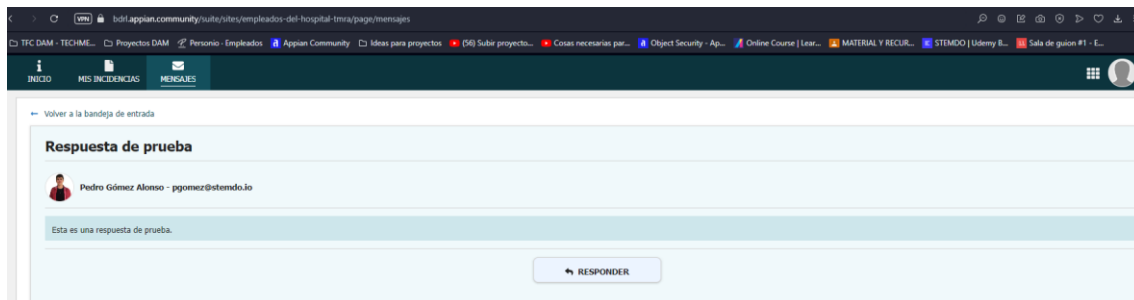 VPN bdrl.appian.community/suite/sites/empleados-del-hospital-tmra/page/mensajes
TFC DAM - TECHME... Proyectos DAM Personio - Empleados Appian Community Ideas para proyectos (56) Subir proyecto... Cosas necesarias par... Object Security - Ap... Online Course | Lear... MATERIAL Y RECUR... STEMDO | Udemy B... Sala de guion #1 - E...
INICIO MIS INCIDENCIAS MENSAJES
← Volver a la bandeja de entrada
Respuesta de prueba
Pedro Gómez Alonso - pgomez@stemdo.io
Esta es una respuesta de prueba.
RESPONDER